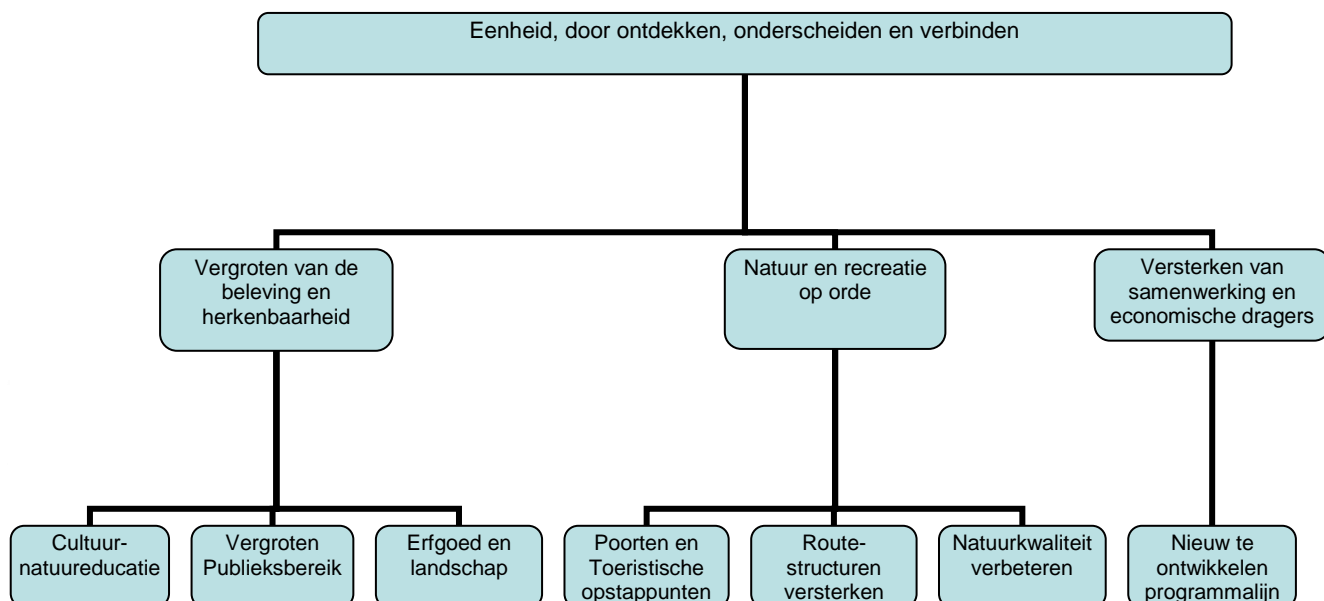 Eenheid, door ontdekken, onderscheiden en verbinden
Vergroten van de
beleving en
herkenbaarheid
Natuur en recreatie
op orde
Versterken van
samenwerking en
economische dragers
Cultuur-
natuureducatie
Vergroten
Publieksbereik
Erfgoed en
landschap
Poorten en
Toeristische
opstappunten
Route-
structuren
versterken
Natuurkwaliteit
verbeteren
Nieuw te
ontwikkelen
programmalijn